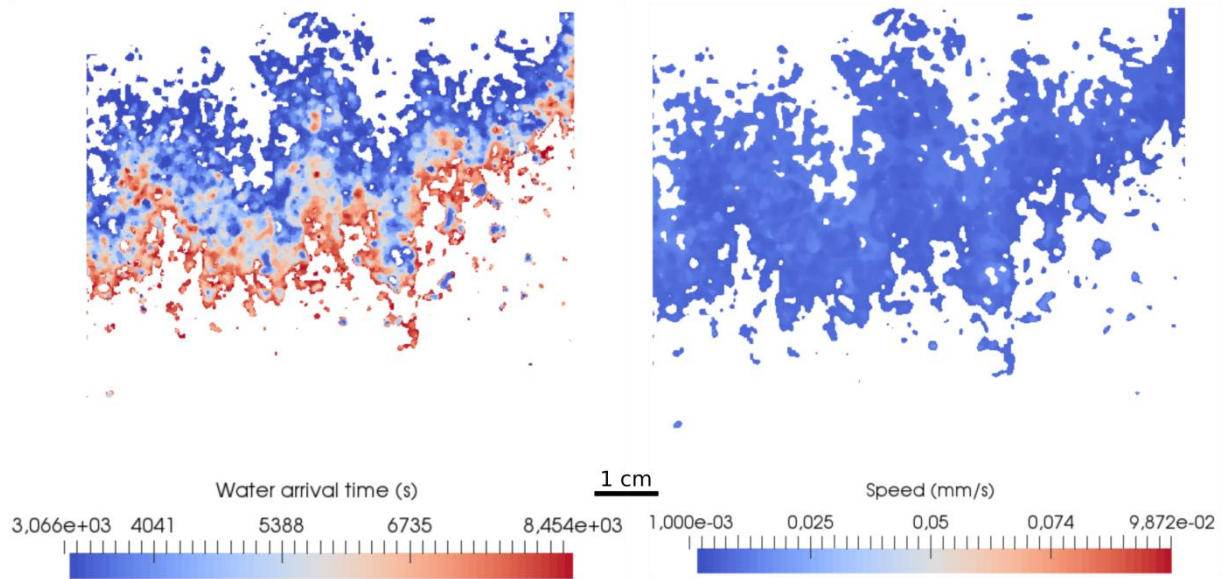 1 cm
Water arrival time (s)
3,066e+03 4041 5388 6735 8,454e+03
Speed (mm/s)
1,000e-03 0,025 0,05 0,074 9,872e-02